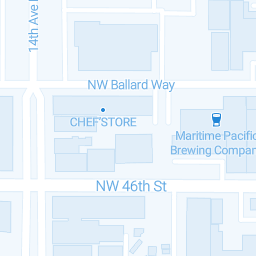 14th Ave
NW Ballard Way
CHEF'STORE
Maritime Pacific
Brewing Compan
NW 46th St